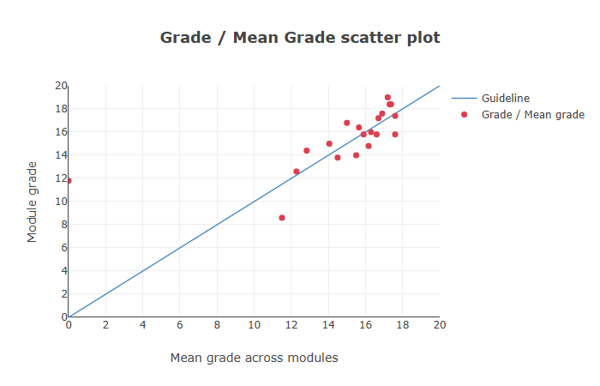 Grade / Mean Grade scatter plot
20
18
16
14
12
10
8
6
4
2
0
Module grade
0 2 4 6 8 10 12 14 16 18 20
Mean grade across modules
Guideline
Grade / Mean grade